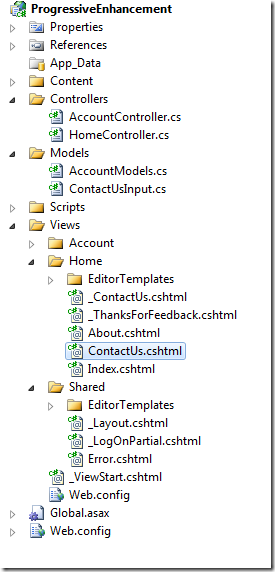 ProgressiveEnhancement
Properties
References
App_Data
Content
Controllers
AccountController.cs
HomeController.cs
Models
AccountModels.cs
ContactUsInput.cs
Scripts
Views
Account
Home
EditorTemplates
_ContactUs.cshtml
_ThanksForFeedback.cshtml
About.cshtml
ContactUs.cshtml
Index.cshtml
Shared
EditorTemplates
_Layout.cshtml
_LogOnPartial.cshtml
Error.cshtml
_ViewStart.cshtml
Web.config
Global.asax
Web.config